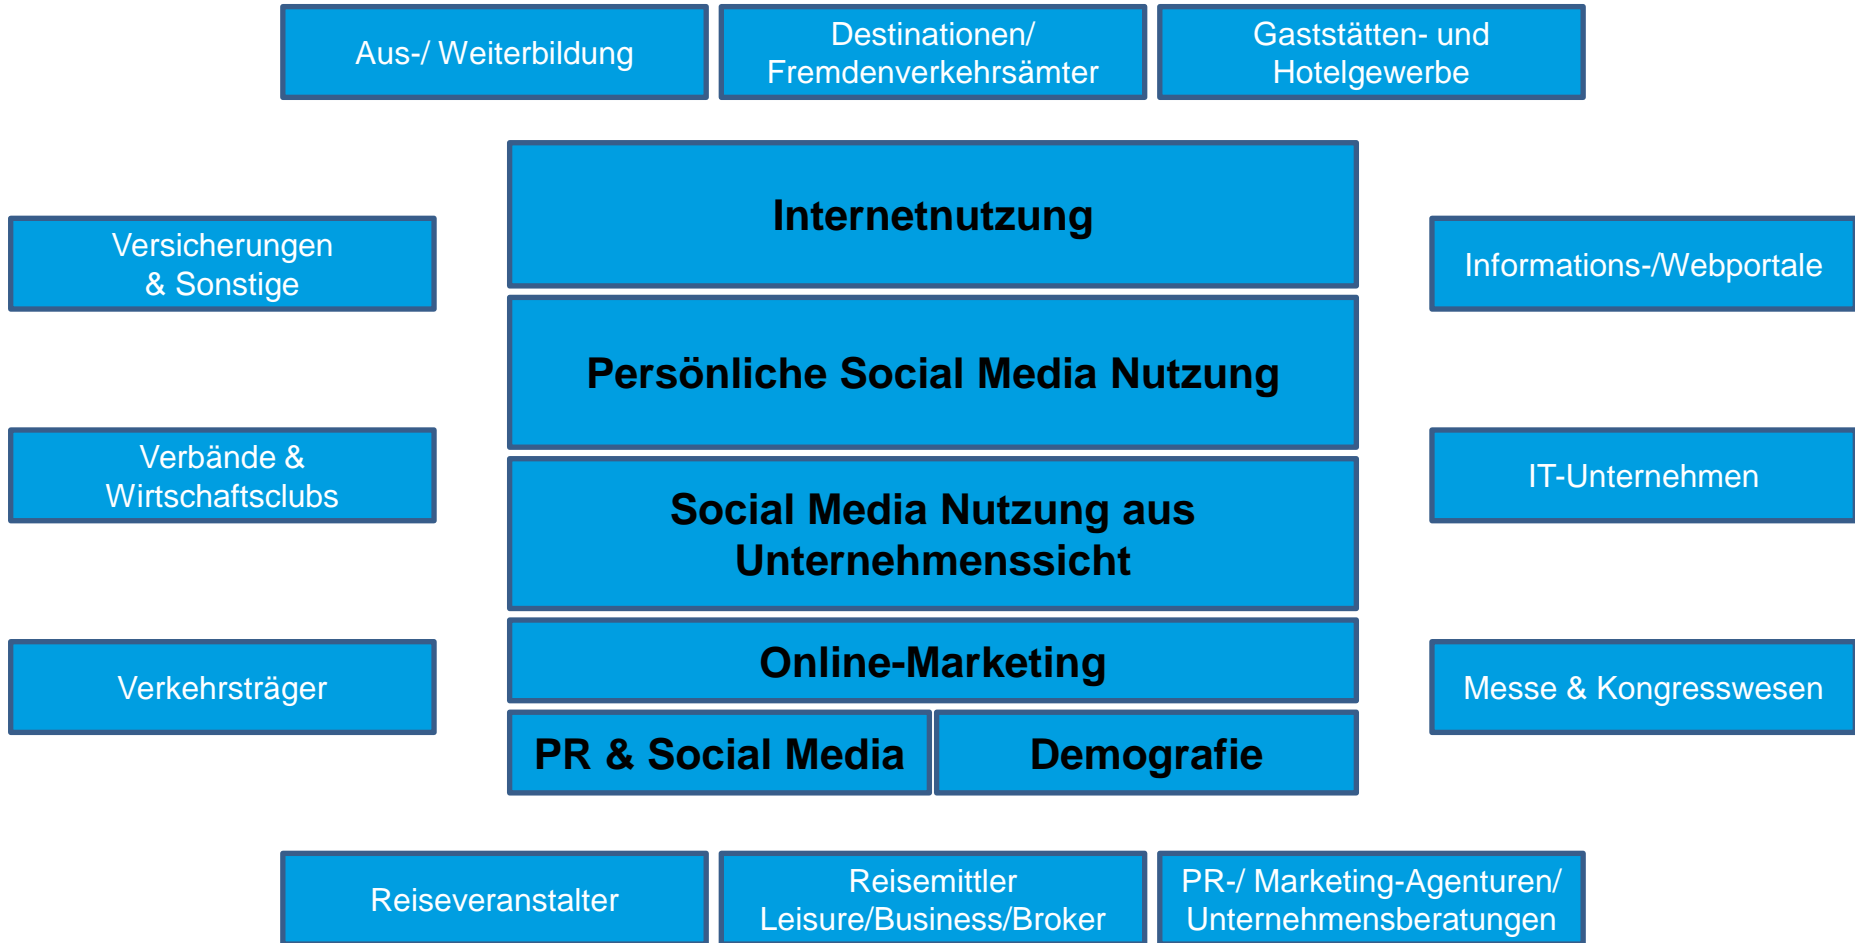 Aus-/ Weiterbildung
Destinationen/
Fremdenverkehrsämter
Gaststätten- und
Hotelgewerbe
Internetnutzung
Versicherungen
& Sonstige
Informations-/Webportale
Persönliche Social Media Nutzung
Verbände &
Wirtschaftsclubs
Social Media Nutzung aus
Unternehmenssicht
IT-Unternehmen
Online-Marketing
Verkehrsträger
Messe & Kongresswesen
PR & Social Media
Demografie
Reiseveranstalter
Reisemittler
Leisure/Business/Broker
PR-/ Marketing-Agenturen/
Unternehmensberatungen